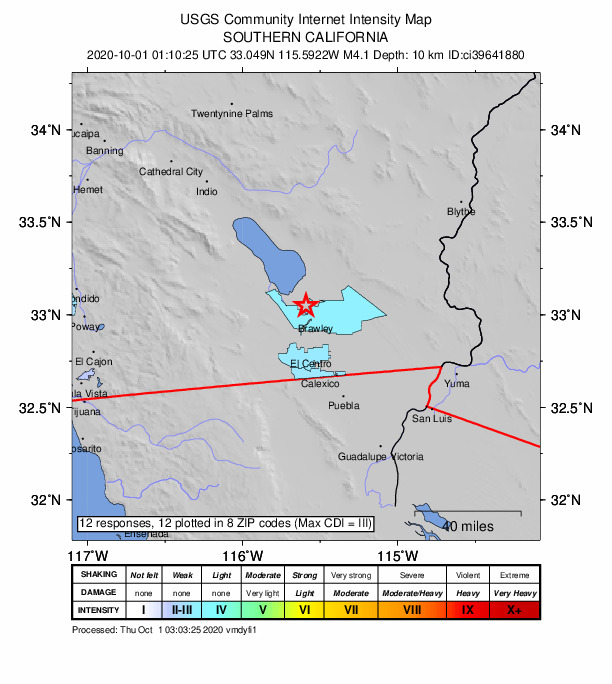 USGS Community Internet Intensity Map
SOUTHERN CALIFORNIA
2020-10-01 01:10:25 UTC 33.049N 115.5922W M4.1 Depth: 10 km ID:ci39641880
34°N
33.5°N
33°N
32.5°N
32°N
34°N
33.5°N
33°N
32.5°N
32°N
Twentynine Palms
ucaipa
Banning
Cathedral City
Hemet
Indio
Blythe
ondido
Poway
Brawley
El Cajon
El Centro
Calexico
Yuma
ula Vista
Puebla
ijuana
San Luis
osarito
Guadalupe Victoria
Ensenada
40 miles
12 responses, 12 plotted in 8 ZIP codes (Max CDI = III)
117°W 116°W 115°W
SHAKING Not felt Weak Light Moderate Strong Very strong Severe Violent Extreme
DAMAGE none none none Very light Light Moderate Moderate/Heavy Heavy Very Heavy
INTENSITY I II-III IV V VI VII VIII IX X+
Processed: Thu Oct 1 03:03:25 2020 vmdyfi1